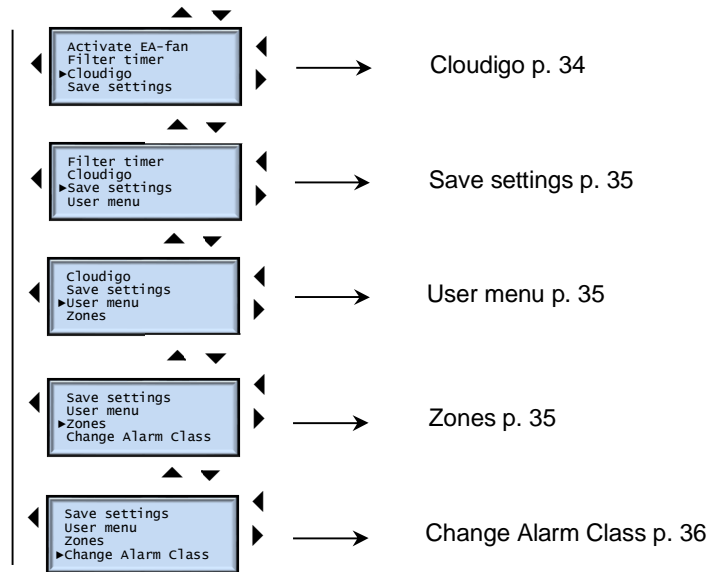 Activate EA-fan
Filter timer
►Cloudigo
Save settings
Cloudigo p. 34
Filter timer
Cloudigo
►Save settings
User menu
Save settings p. 35
Cloudigo
Save settings
►User menu
Zones
User menu p. 35
Save settings
User menu
►Zones
Change Alarm Class
Zones p. 35
Save settings
User menu
Zones
►Change Alarm Class
Change Alarm Class p. 36